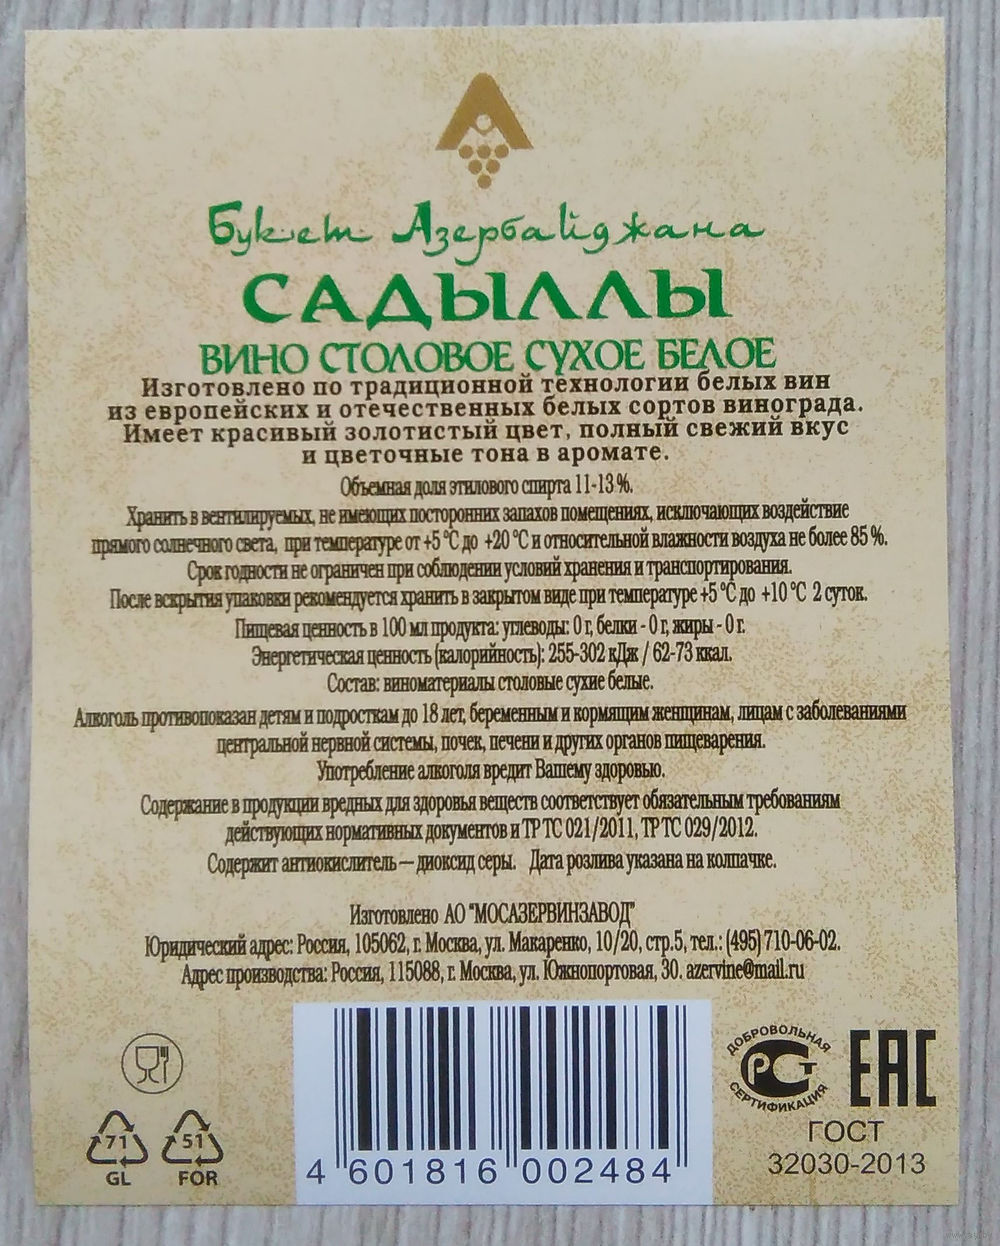 Букет Азербайджана
САДЫЛЛЫ
ВИНО СТОЛОВОЕ СУХОЕ БЕЛОЕ
Изготовлено по традиционной технологии белых вин
из европейских и отечественных белых сортов винограда.
Имеет красивый золотистый цвет, полный свежий вкус
и цветочные тона в аромате.
Объемная доля этилового спирта 11-13 %.
Хранить в вентилируемых, не имеющих посторонних запахов помещениях, исключающих воздействие
прямого солнечного света, при температуре от +5 °C до +20 °C и относительной влажности воздуха не более 85 %.
Срок годности не ограничен при соблюдении условий хранения и транспортирования.
После вскрытия упаковки рекомендуется хранить в закрытом виде при температуре +5 °C до +10 °C 2 суток.
Пищевая ценность в 100 мл продукта: углеводы: 0 г, белки - 0 г, жиры - 0 г.
Энергетическая ценность (калорийность): 255-302 кДж / 62-73 ккал.
Состав: виноматериалы столовые сухие белые.
Алкоголь противопоказан детям и подросткам до 18 лет, беременным и кормящим женщинам, лицам с заболеваниями
центральной нервной системы, почек, печени и других органов пищеварения.
Употребление алкоголя вредит Вашему здоровью.
Содержание в продукции вредных для здоровья веществ соответствует обязательным требованиям
действующих нормативных документов и ТР ТС 021/2011, ТР ТС 029/2012.
Содержит антиокислитель — диоксид серы. Дата розлива указана на колпачке.
Изготовлено АО "МОСАЗЕРВИНЗАВОД"
Юридический адрес: Россия, 105062, г. Москва, ул. Макаренко, 10/20, стр.5, тел.: (495) 710-06-02.
Адрес производства: Россия, 115088, г. Москва, ул. Южнопортовая, 30. azervine@mail.ru
ДОБРОВОЛЬНАЯ
РСТ
СЕРТИФИКАЦИЯ
EAC
ГОСТ
32030-2013
71
GL
51
FOR
4 601816 002484